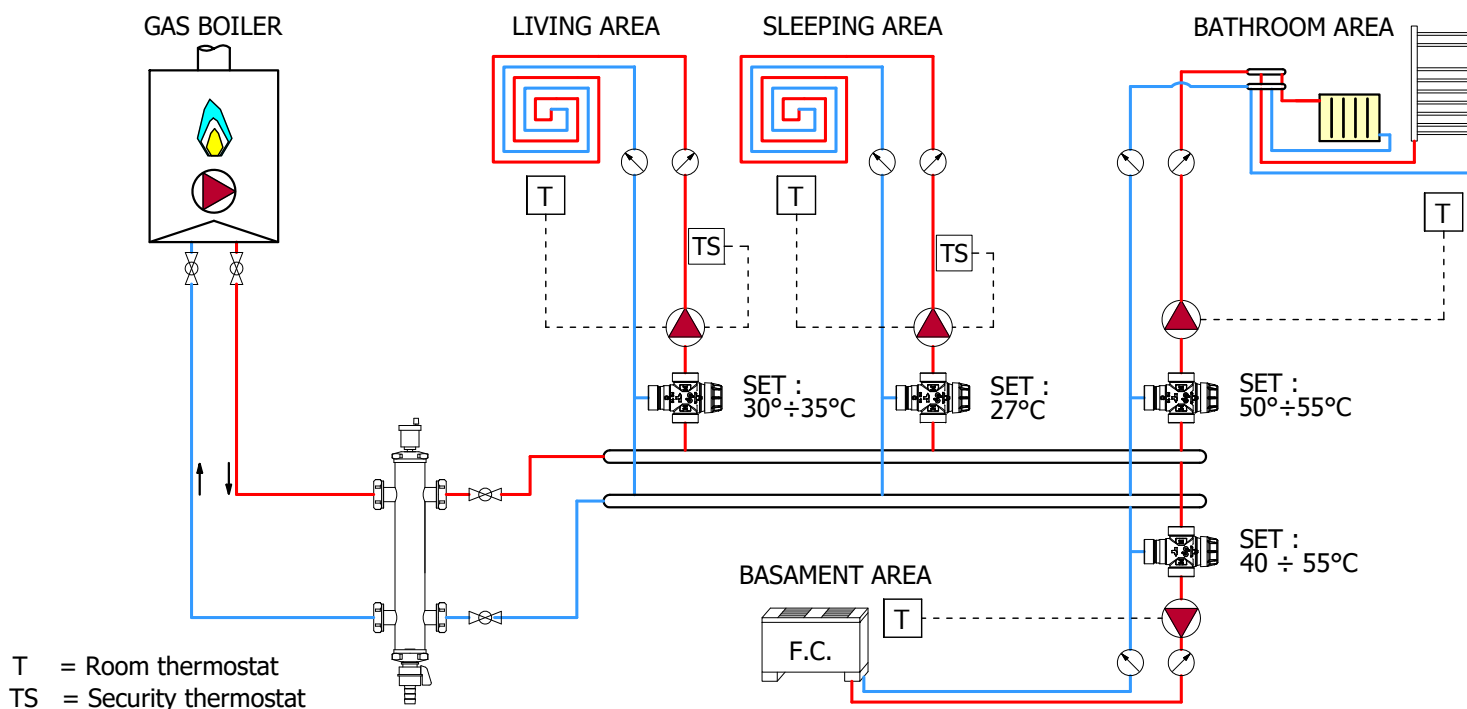 GAS BOILER
LIVING AREA
SLEEPING AREA
BATHROOM AREA
T
T
T
TS
TS
SET :
30°÷35°C
SET :
27°C
SET :
50°÷55°C
SET :
40 ÷ 55°C
BASAMENT AREA
T
F.C.
T = Room thermostat
TS = Security thermostat